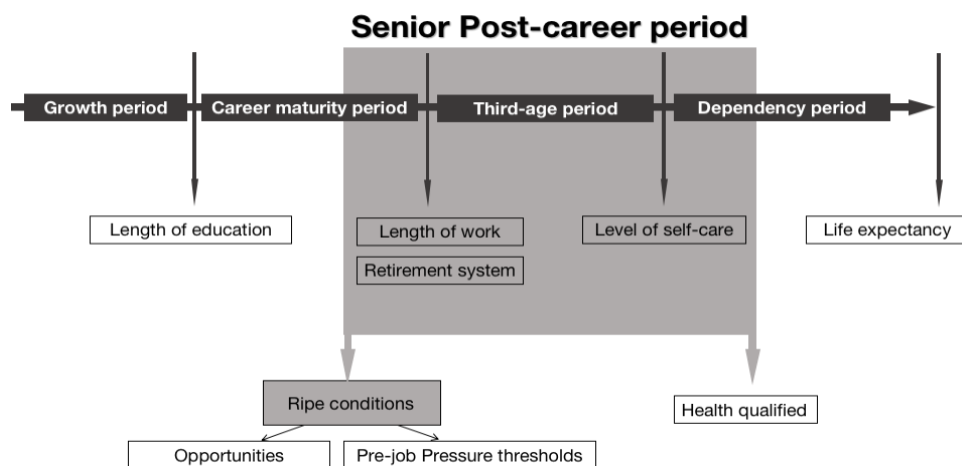 Senior Post-career period
Growth period
Career maturity period
Third-age period
Dependency period
Length of education
Length of work
Level of self-care
Life expectancy
Retirement system
Ripe conditions
Health qualified
Opportunities
Pre-job Pressure thresholds